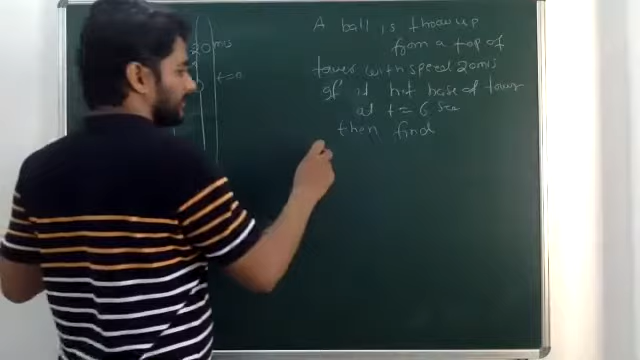 20 m/s
t=0
A ball is thrown up
from a top of
tower with speed 20m/s
if it hit base of tower
at t = 6 sec
then find